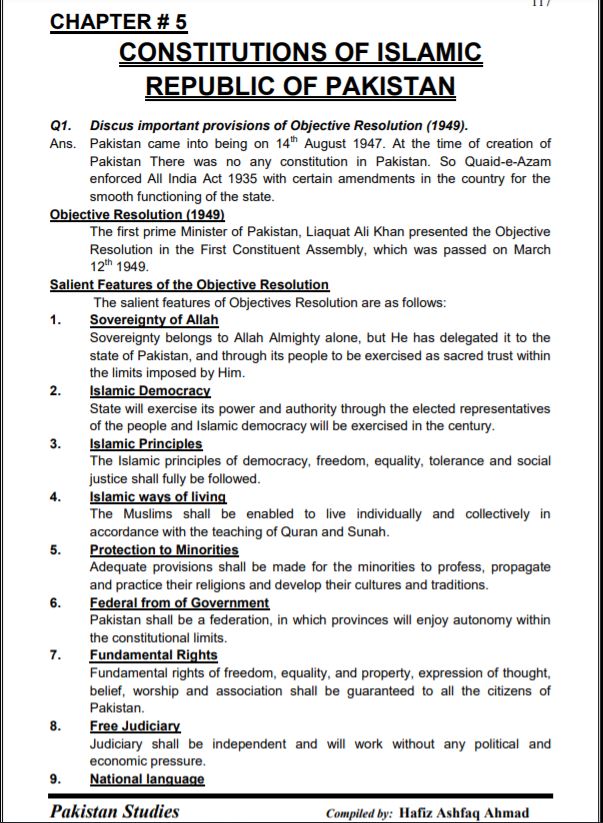 117
CHAPTER # 5
CONSTITUTIONS OF ISLAMIC
REPUBLIC OF PAKISTAN
Q1. Discus important provisions of Objective Resolution (1949).
Ans. Pakistan came into being on 14th August 1947. At the time of creation of
Pakistan There was no any constitution in Pakistan. So Quaid-e-Azam
enforced All India Act 1935 with certain amendments in the country for the
smooth functioning of the state.
Objective Resolution (1949)
The first prime Minister of Pakistan, Liaquat Ali Khan presented the Objective
Resolution in the First Constituent Assembly, which was passed on March
12th 1949.
Salient Features of the Objective Resolution
The salient features of Objectives Resolution are as follows:
1. Sovereignty of Allah
Sovereignty belongs to Allah Almighty alone, but He has delegated it to the
state of Pakistan, and through its people to be exercised as sacred trust within
the limits imposed by Him.
2. Islamic Democracy
State will exercise its power and authority through the elected representatives
of the people and Islamic democracy will be exercised in the century.
3. Islamic Principles
The Islamic principles of democracy, freedom, equality, tolerance and social
justice shall fully be followed.
4. Islamic ways of living
The Muslims shall be enabled to live individually and collectively in
accordance with the teaching of Quran and Sunah.
5. Protection to Minorities
Adequate provisions shall be made for the minorities to profess, propagate
and practice their religions and develop their cultures and traditions.
6. Federal from of Government
Pakistan shall be a federation, in which provinces will enjoy autonomy within
the constitutional limits.
7. Fundamental Rights
Fundamental rights of freedom, equality, and property, expression of thought,
belief, worship and association shall be guaranteed to all the citizens of
Pakistan.
8. Free Judiciary
Judiciary shall be independent and will work without any political and
economic pressure.
9. National language
Pakistan Studies Compiled by: Hafiz Ashfaq Ahmad